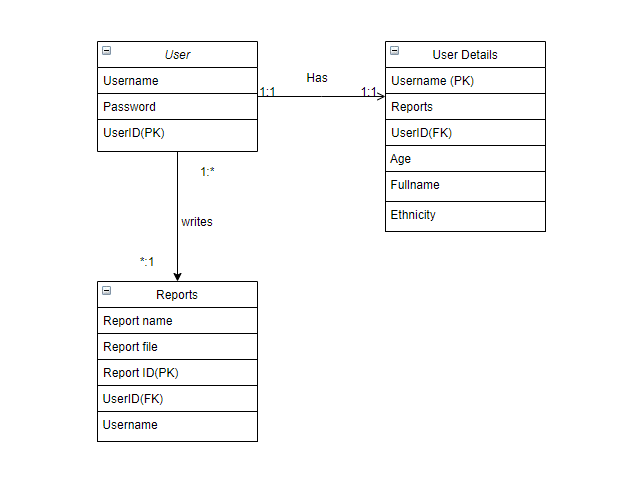 User
Username
Password
UserID(PK)
1:1
Has
1:1
User Details
Username (PK)
Reports
UserID(FK)
Age
Fullname
Ethnicity
1:*
writes
*:1
Reports
Report name
Report file
Report ID(PK)
UserID(FK)
Username